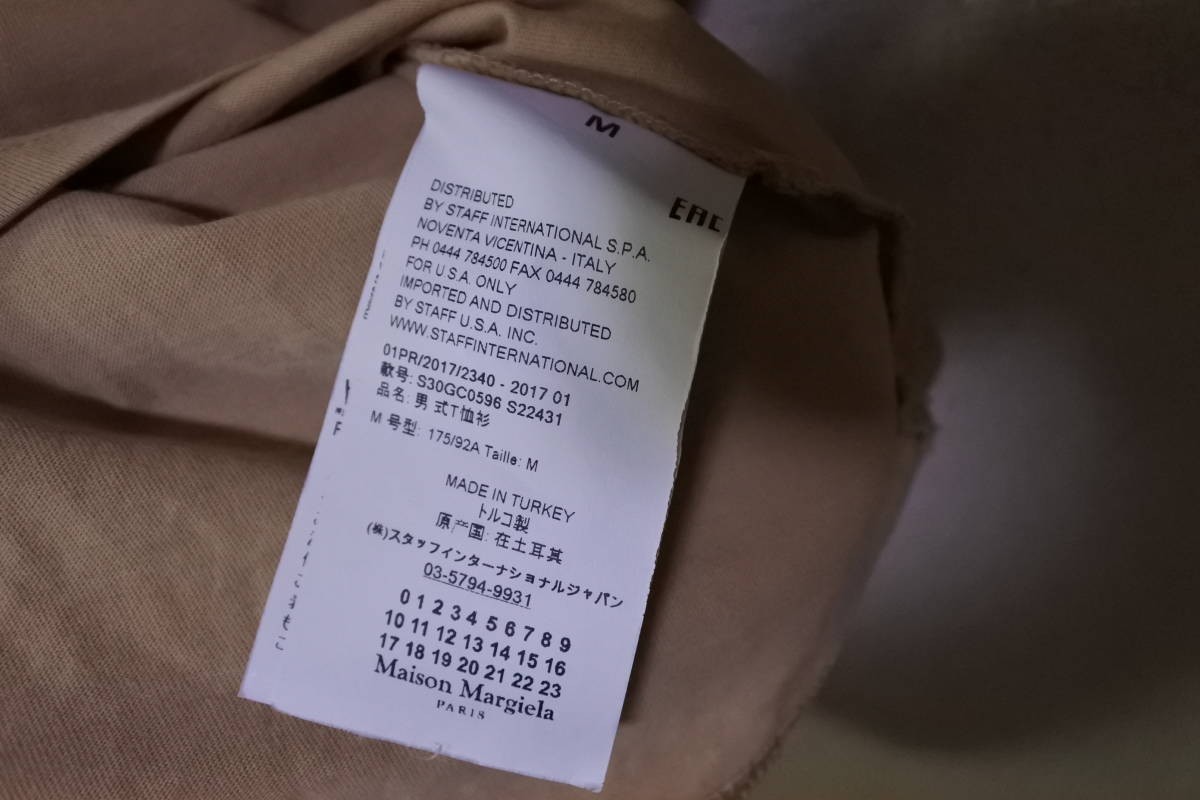 M
EAC
DISTRIBUTED
BY STAFF INTERNATIONAL S.P.A.
NOVENTA VICENTINA - ITALY
PH 0444 784500 FAX 0444 784580
FOR U.S.A. ONLY
IMPORTED AND DISTRIBUTED
BY STAFF U.S.A. INC.
WWW.STAFFINTERNATIONAL.COM
01PR/2017/2340 - 2017 01
款号: S30GC0596 S22431
品名: 男 式T恤衫
M 号型: 175/92A Taille: M
MADE IN TURKEY
トルコ製
原产国: 在土耳其
(株)スタッフインターナショナルジャパン
03-5794-9931
0 1 2 3 4 5 6 7 8 9
10 11 12 13 14 15 16
17 18 19 20 21 22 23
Maison Margiela
PARIS